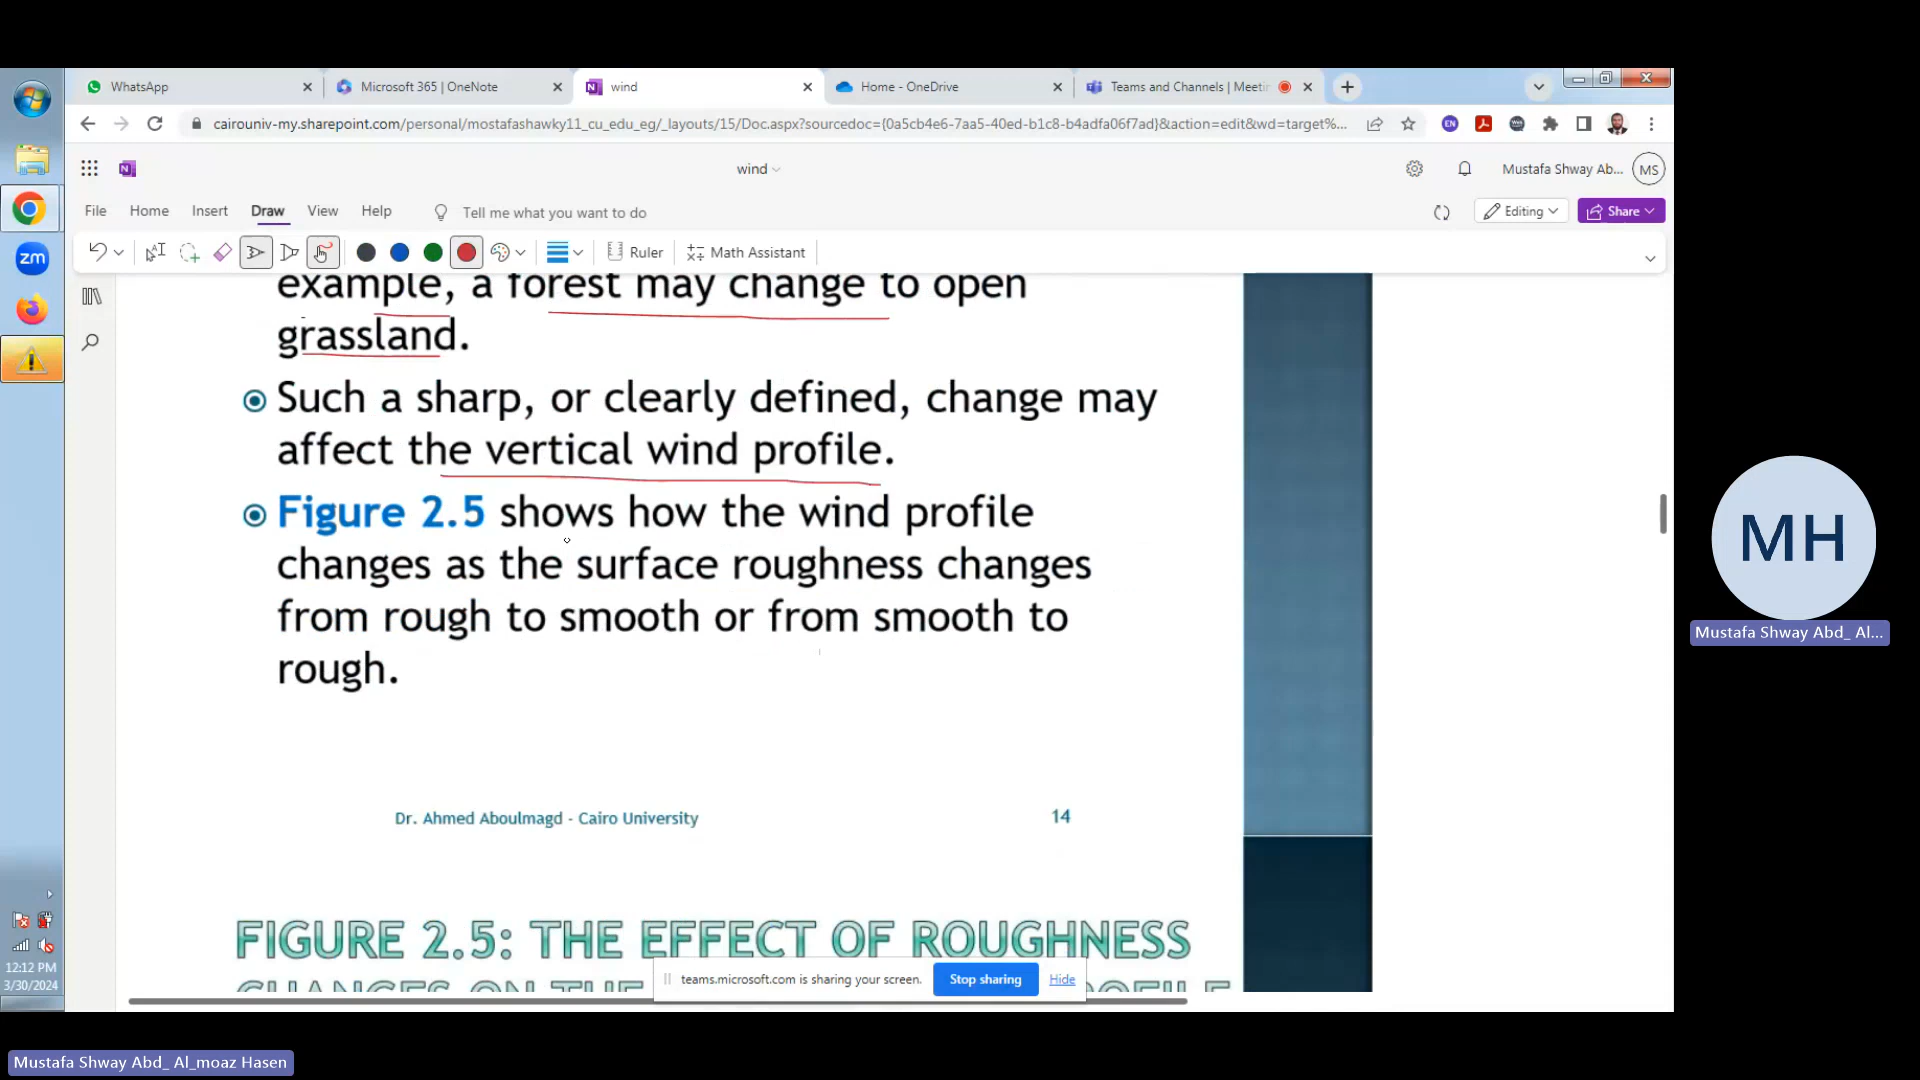 WhatsApp
Microsoft 365 | OneNote
wind
Home - OneDrive
Teams and Channels | Meetin
cairouniv-my.sharepoint.com/personal/mostafashawky11_cu_edu_eg/_layouts/15/Doc.aspx?sourcedoc={0a5cb4e6-7aa5-40ed-b1c8-b4adfa06f7ad}&action=edit&wd=target%...
EN
wind
Mustafa Shway Ab...
MS
File
Home
Insert
Draw
View
Help
Tell me what you want to do
Editing
Share
Ruler
Math Assistant
zm
example, a forest may change to open
grassland.
Such a sharp, or clearly defined, change may
affect the vertical wind profile.
Figure 2.5 shows how the wind profile
changes as the surface roughness changes
from rough to smooth or from smooth to
rough.
Dr. Ahmed Aboulmagd - Cairo University
14
FIGURE 2.5: THE EFFECT OF ROUGHNESS
CHANGES ON THE
teams.microsoft.com is sharing your screen.
Stop sharing
Hide
12:12 PM
3/30/2024
MH
Mustafa Shway Abd_ Al...
Mustafa Shway Abd_ Al_moaz Hasen